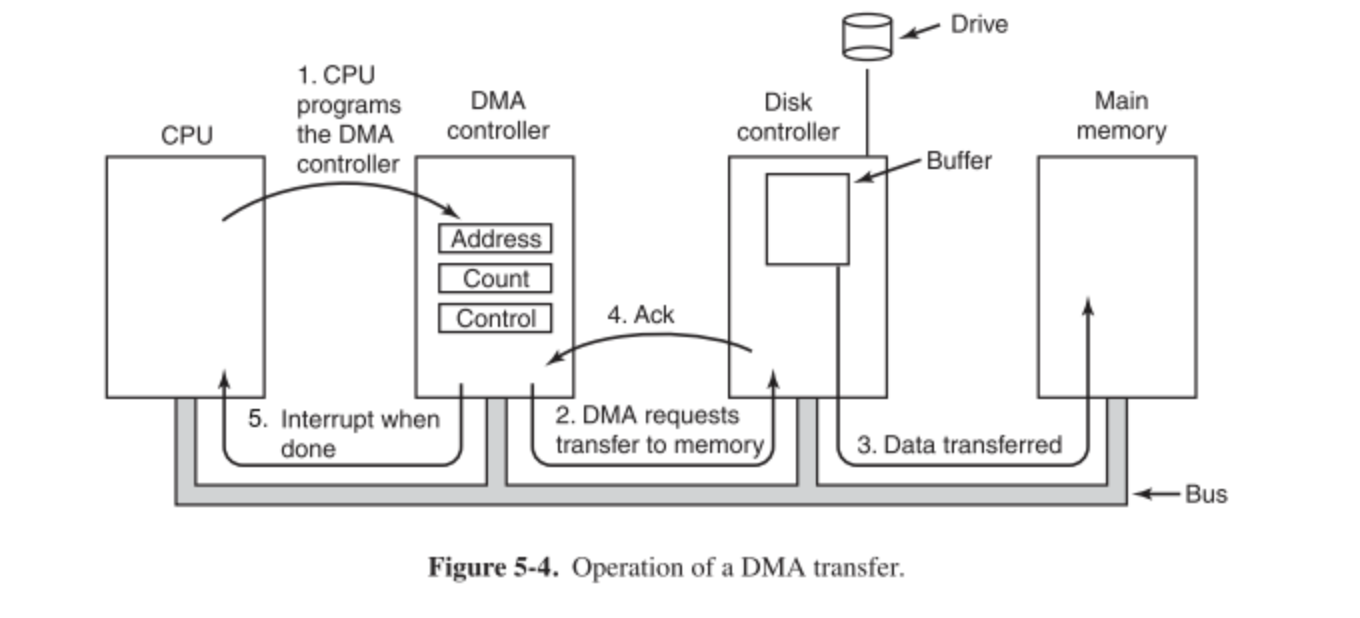 Drive
1. CPU
programs
the DMA
controller
CPU
DMA
controller
Disk
controller
Main
memory
Buffer
Address
Count
Control
4. Ack
5. Interrupt when
done
2. DMA requests
transfer to memory
3. Data transferred
Bus
Figure 5-4. Operation of a DMA transfer.